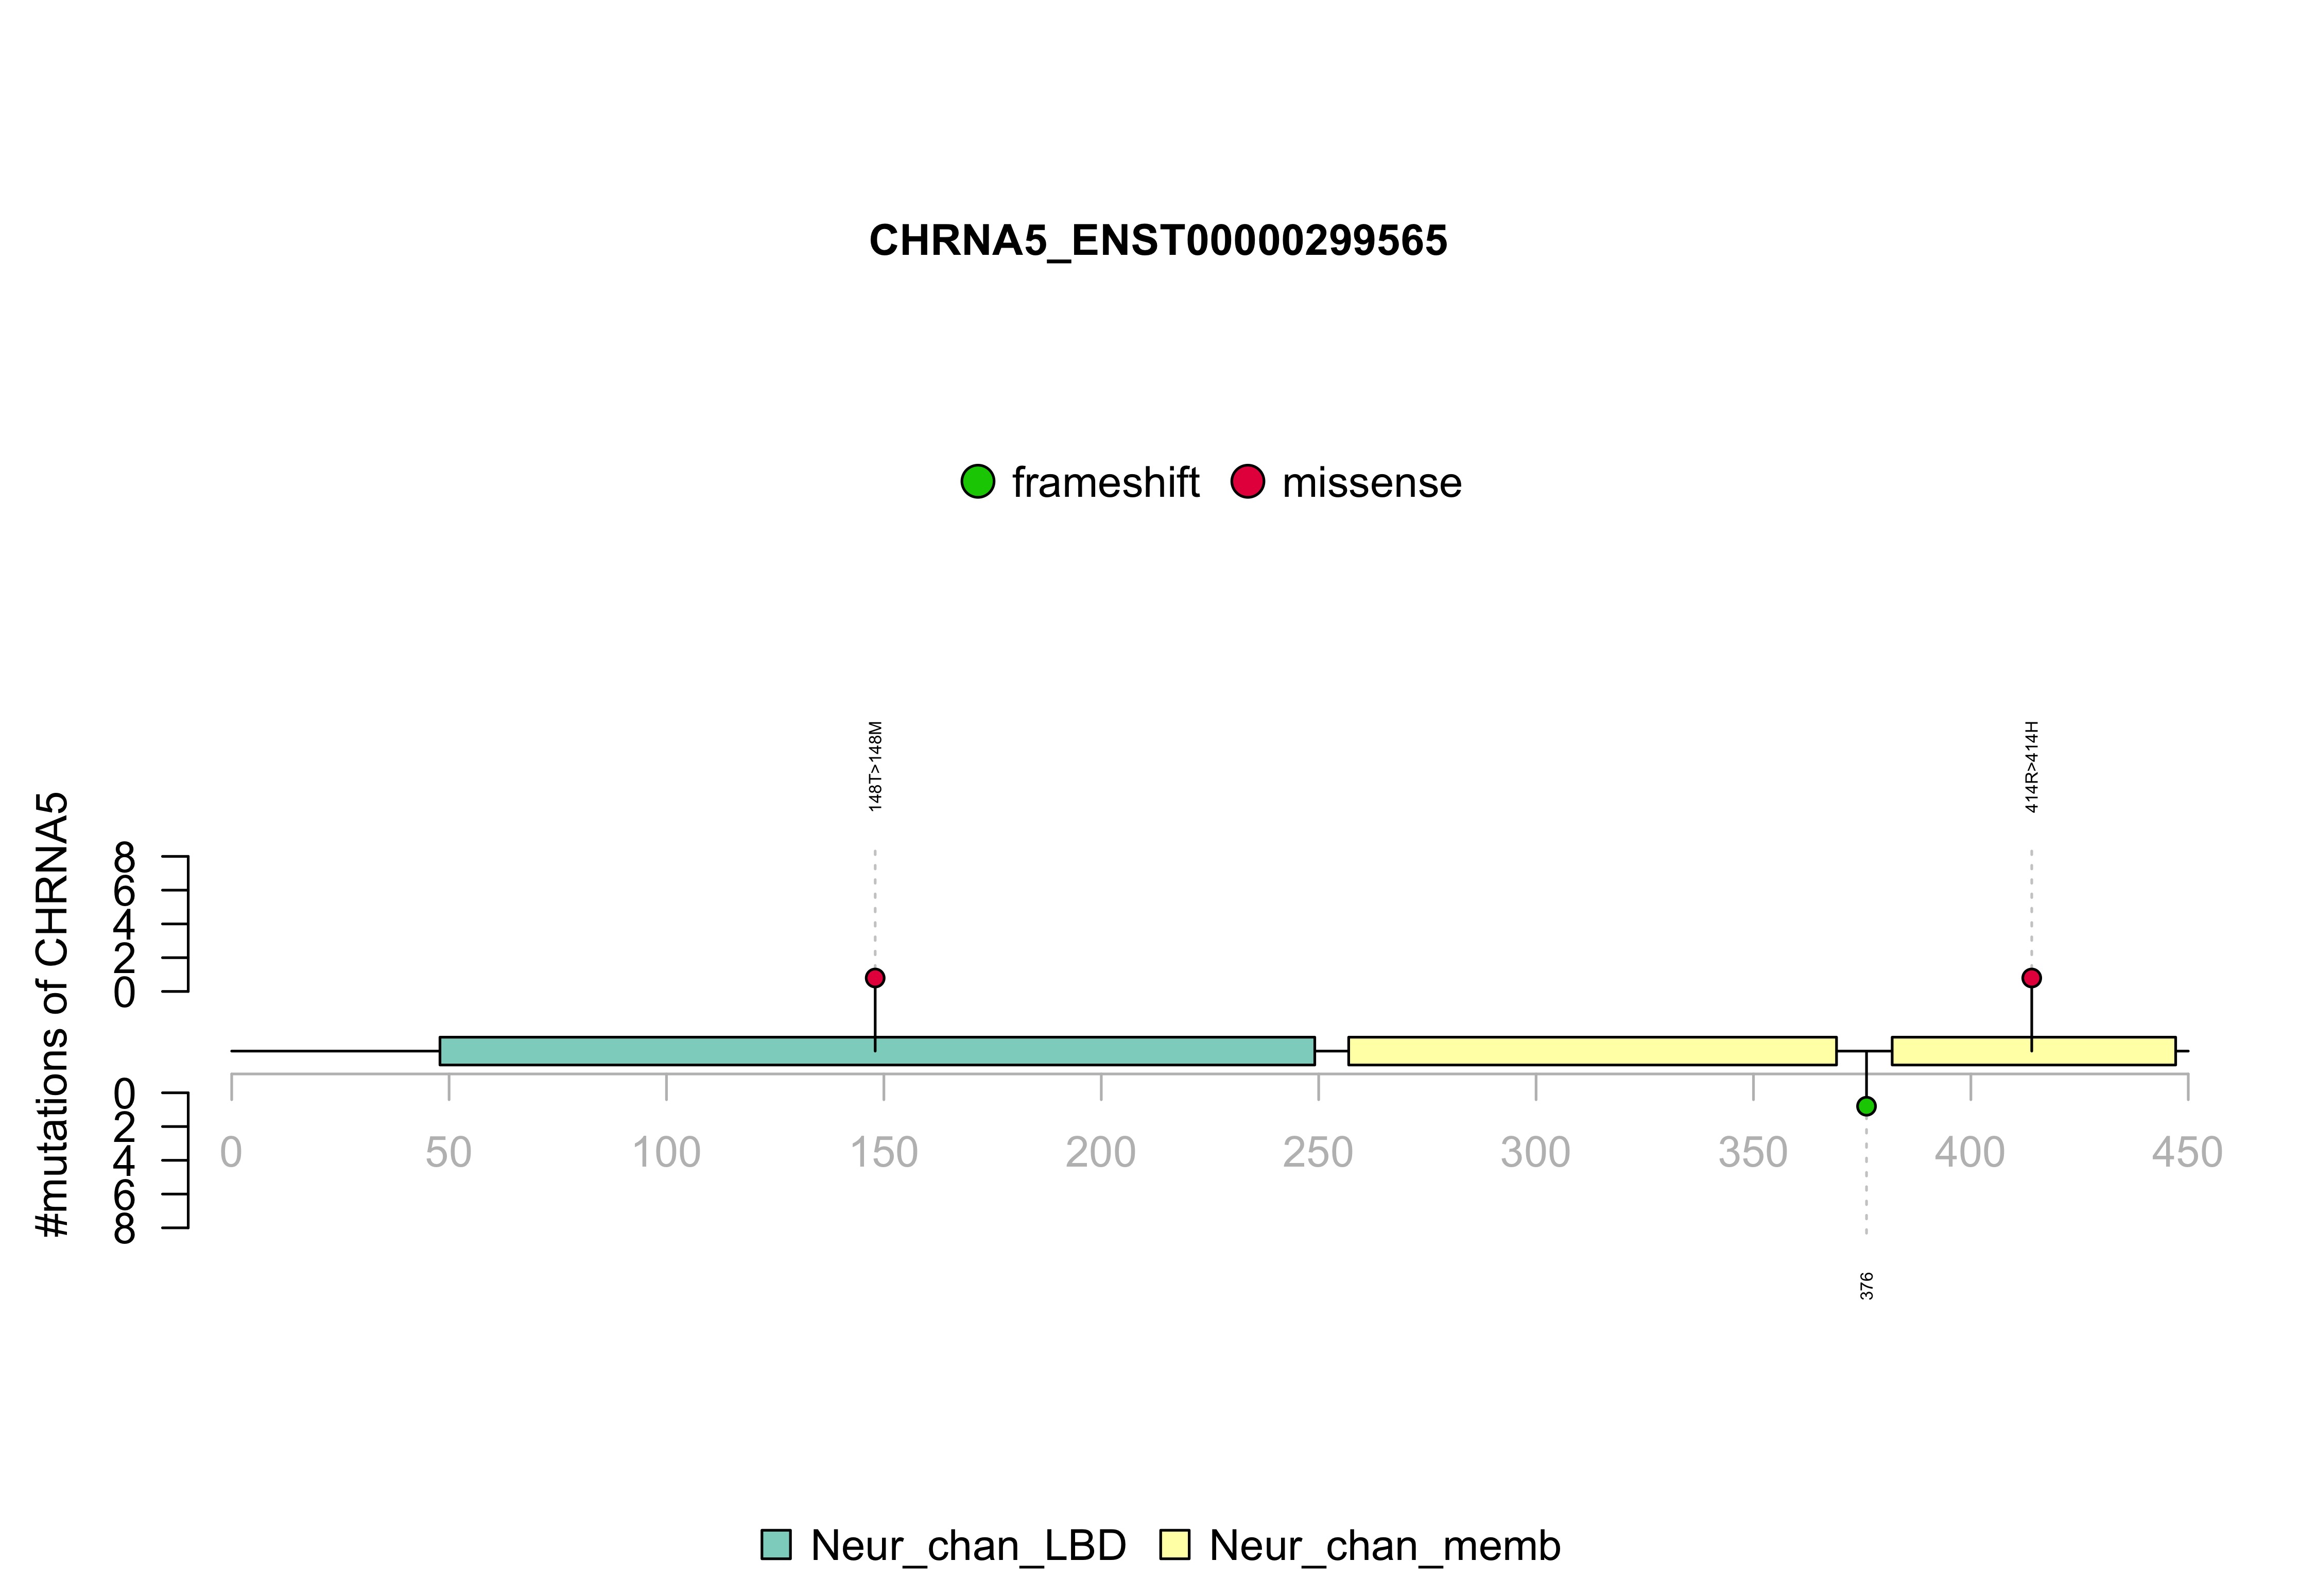 CHRNA5_ENST00000299565
frameshift missense
148T>148M
414R>414H
#mutations of CHRNA5
8
6
4
2
0
0
2
4
6
8
0 50 100 150 200 250 300 350 400 450
376
Neur_chan_LBD Neur_chan_memb